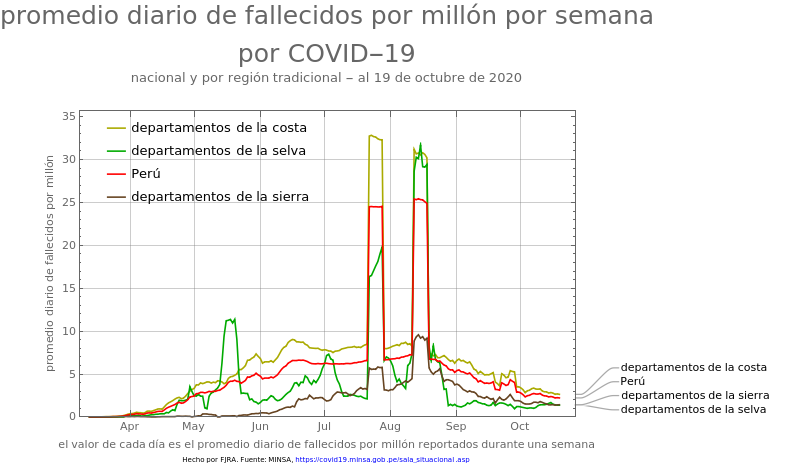 promedio diario de fallecidos por millón por semana
por COVID−19
nacional y por región tradicional − al 19 de octubre de 2020
departamentos de la costa
departamentos de la selva
Perú
departamentos de la sierra
promedio diario de fallecidos por millón
35
30
25
20
15
10
5
0
Apr May Jun Jul Aug Sep Oct
departamentos de la costa
Perú
departamentos de la sierra
departamentos de la selva
el valor de cada día es el promedio diario de fallecidos por millón reportados durante una semana
Hecho por FJRA. Fuente: MINSA, https://covid19.minsa.gob.pe/sala_situacional.asp